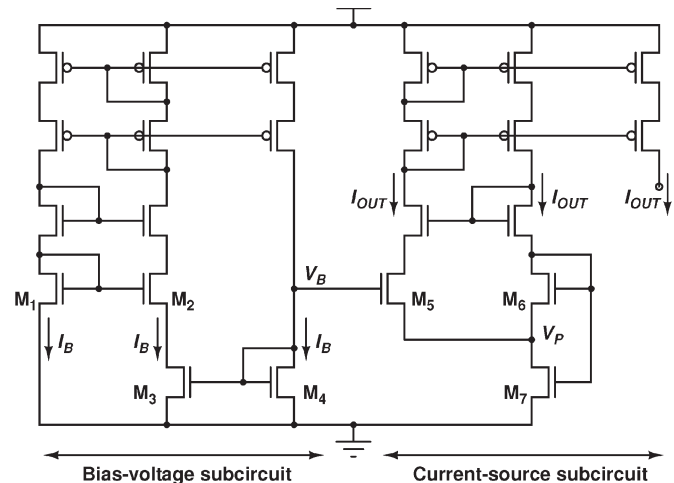 I_OUT
I_OUT
I_OUT
V_B
M_1
M_2
M_5
M_6
I_B
I_B
I_B
V_P
M_3
M_4
M_7
Bias-voltage subcircuit
Current-source subcircuit